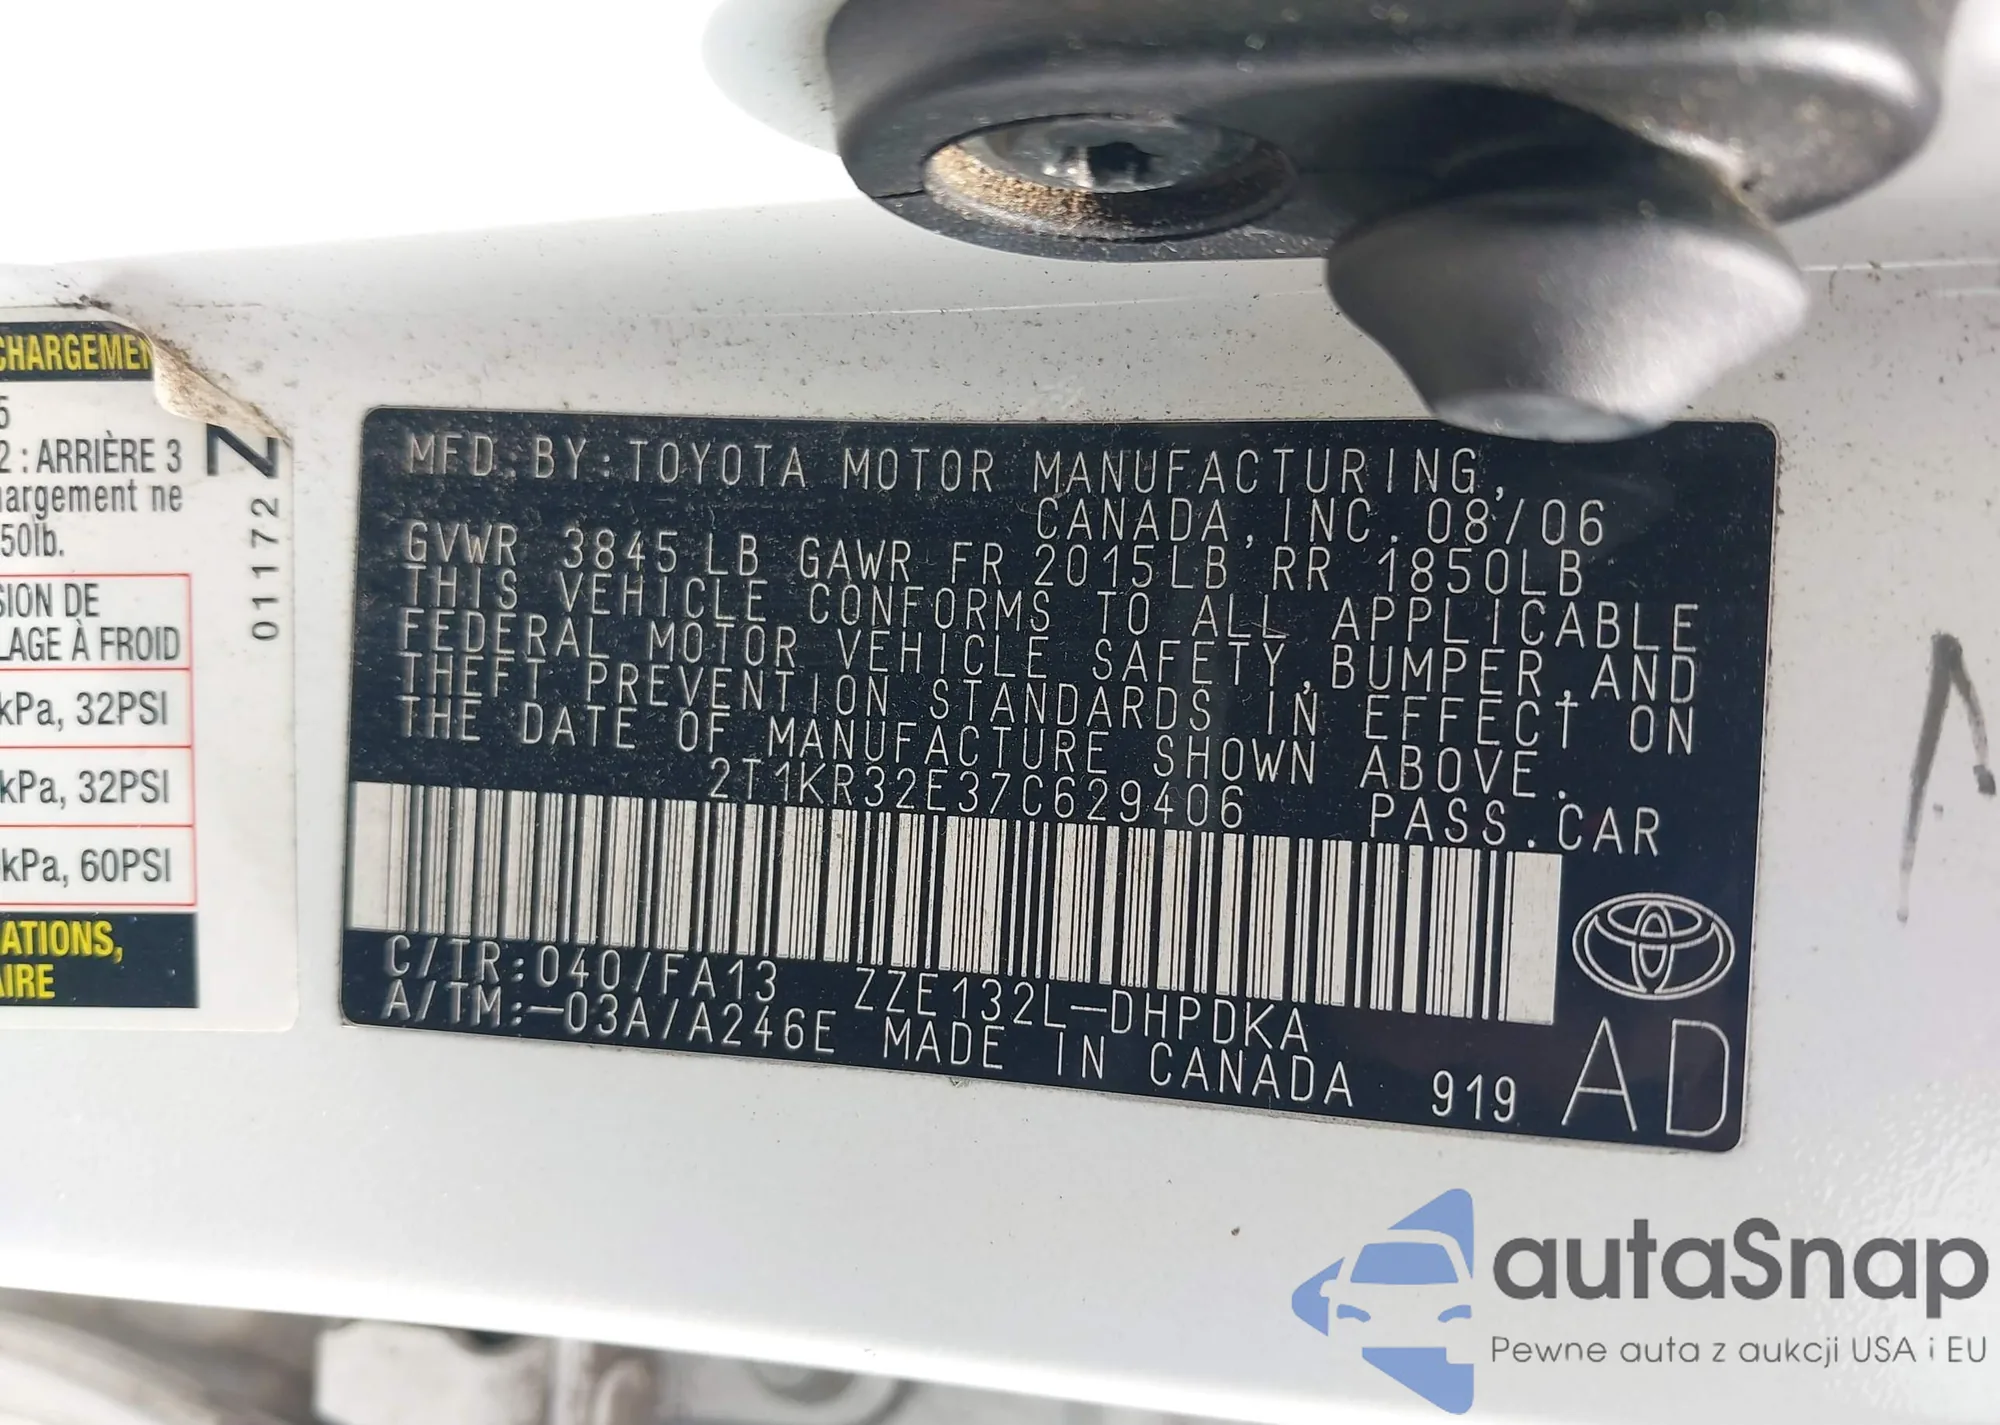 CHARGEMEN
5
2 : ARRIÈRE 3
hargement ne
50lb.
SION DE
LAGE À FROID
kPa, 32PSI
kPa, 32PSI
kPa, 60PSI
ATIONS,
AIRE
Z
011172
MFD. BY: TOYOTA MOTOR MANUFACTURING,
CANADA, INC. 08/06
GVWR 3845 LB GAWR FR 2015LB RR 1850LB
THIS VEHICLE CONFORMS TO ALL APPLICABLE
FEDERAL MOTOR VEHICLE SAFETY, BUMPER, AND
THEFT PREVENTION STANDARDS IN EFFECT ON
THE DATE OF MANUFACTURE SHOWN ABOVE.
2T1KR32E37C629406 PASS. CAR
C/TR:040/FA13 ZZE132L-DHPDKA
A/TM:-03A/A246E MADE IN CANADA 919
AD
autaSnap
Pewne auta z aukcji USA i EU